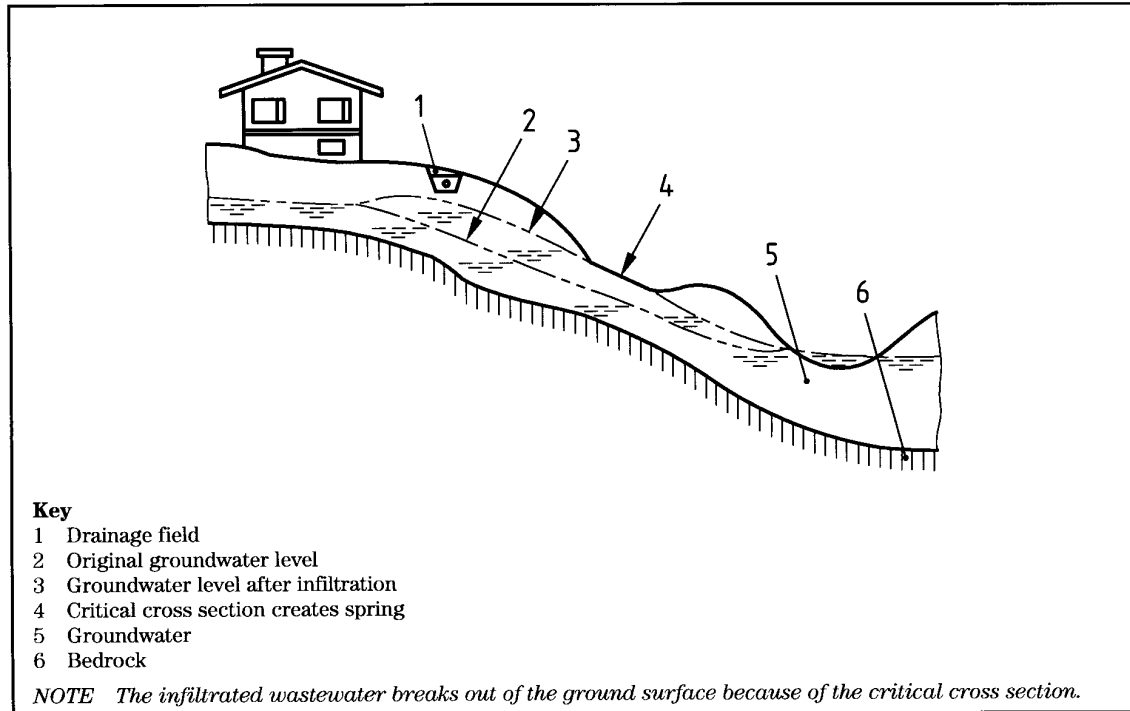 1
2
3
4
5
6
Key
1 Drainage field
2 Original groundwater level
3 Groundwater level after infiltration
4 Critical cross section creates spring
5 Groundwater
6 Bedrock
NOTE The infiltrated wastewater breaks out of the ground surface because of the critical cross section.